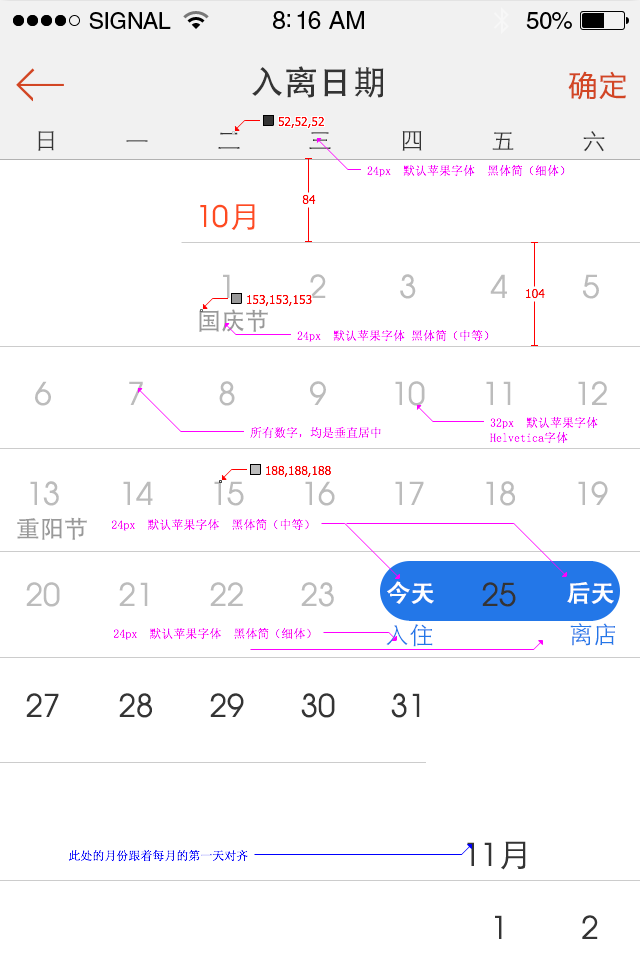 SIGNAL 8:16 AM 50%
入离日期 确定
52,52,52
日 一 二 三 四 五 六
24px 默认苹果字体 黑体简(细体)
84
10月
1 2 3 4 5
104
153,153,153
国庆节
24px 默认苹果字体 黑体简(中等)
6 7 8 9 10 11 12
32px 默认苹果字体
Helvetica字体
所有数字,均是垂直居中
188,188,188
13 14 15 16 17 18 19
重阳节
24px 默认苹果字体 黑体简(中等)
20 21 22 23 今天 25 后天
24px 默认苹果字体 黑体简(细体)
入住 离店
27 28 29 30 31
此处的月份跟着每月的第一天对齐
11月
1 2